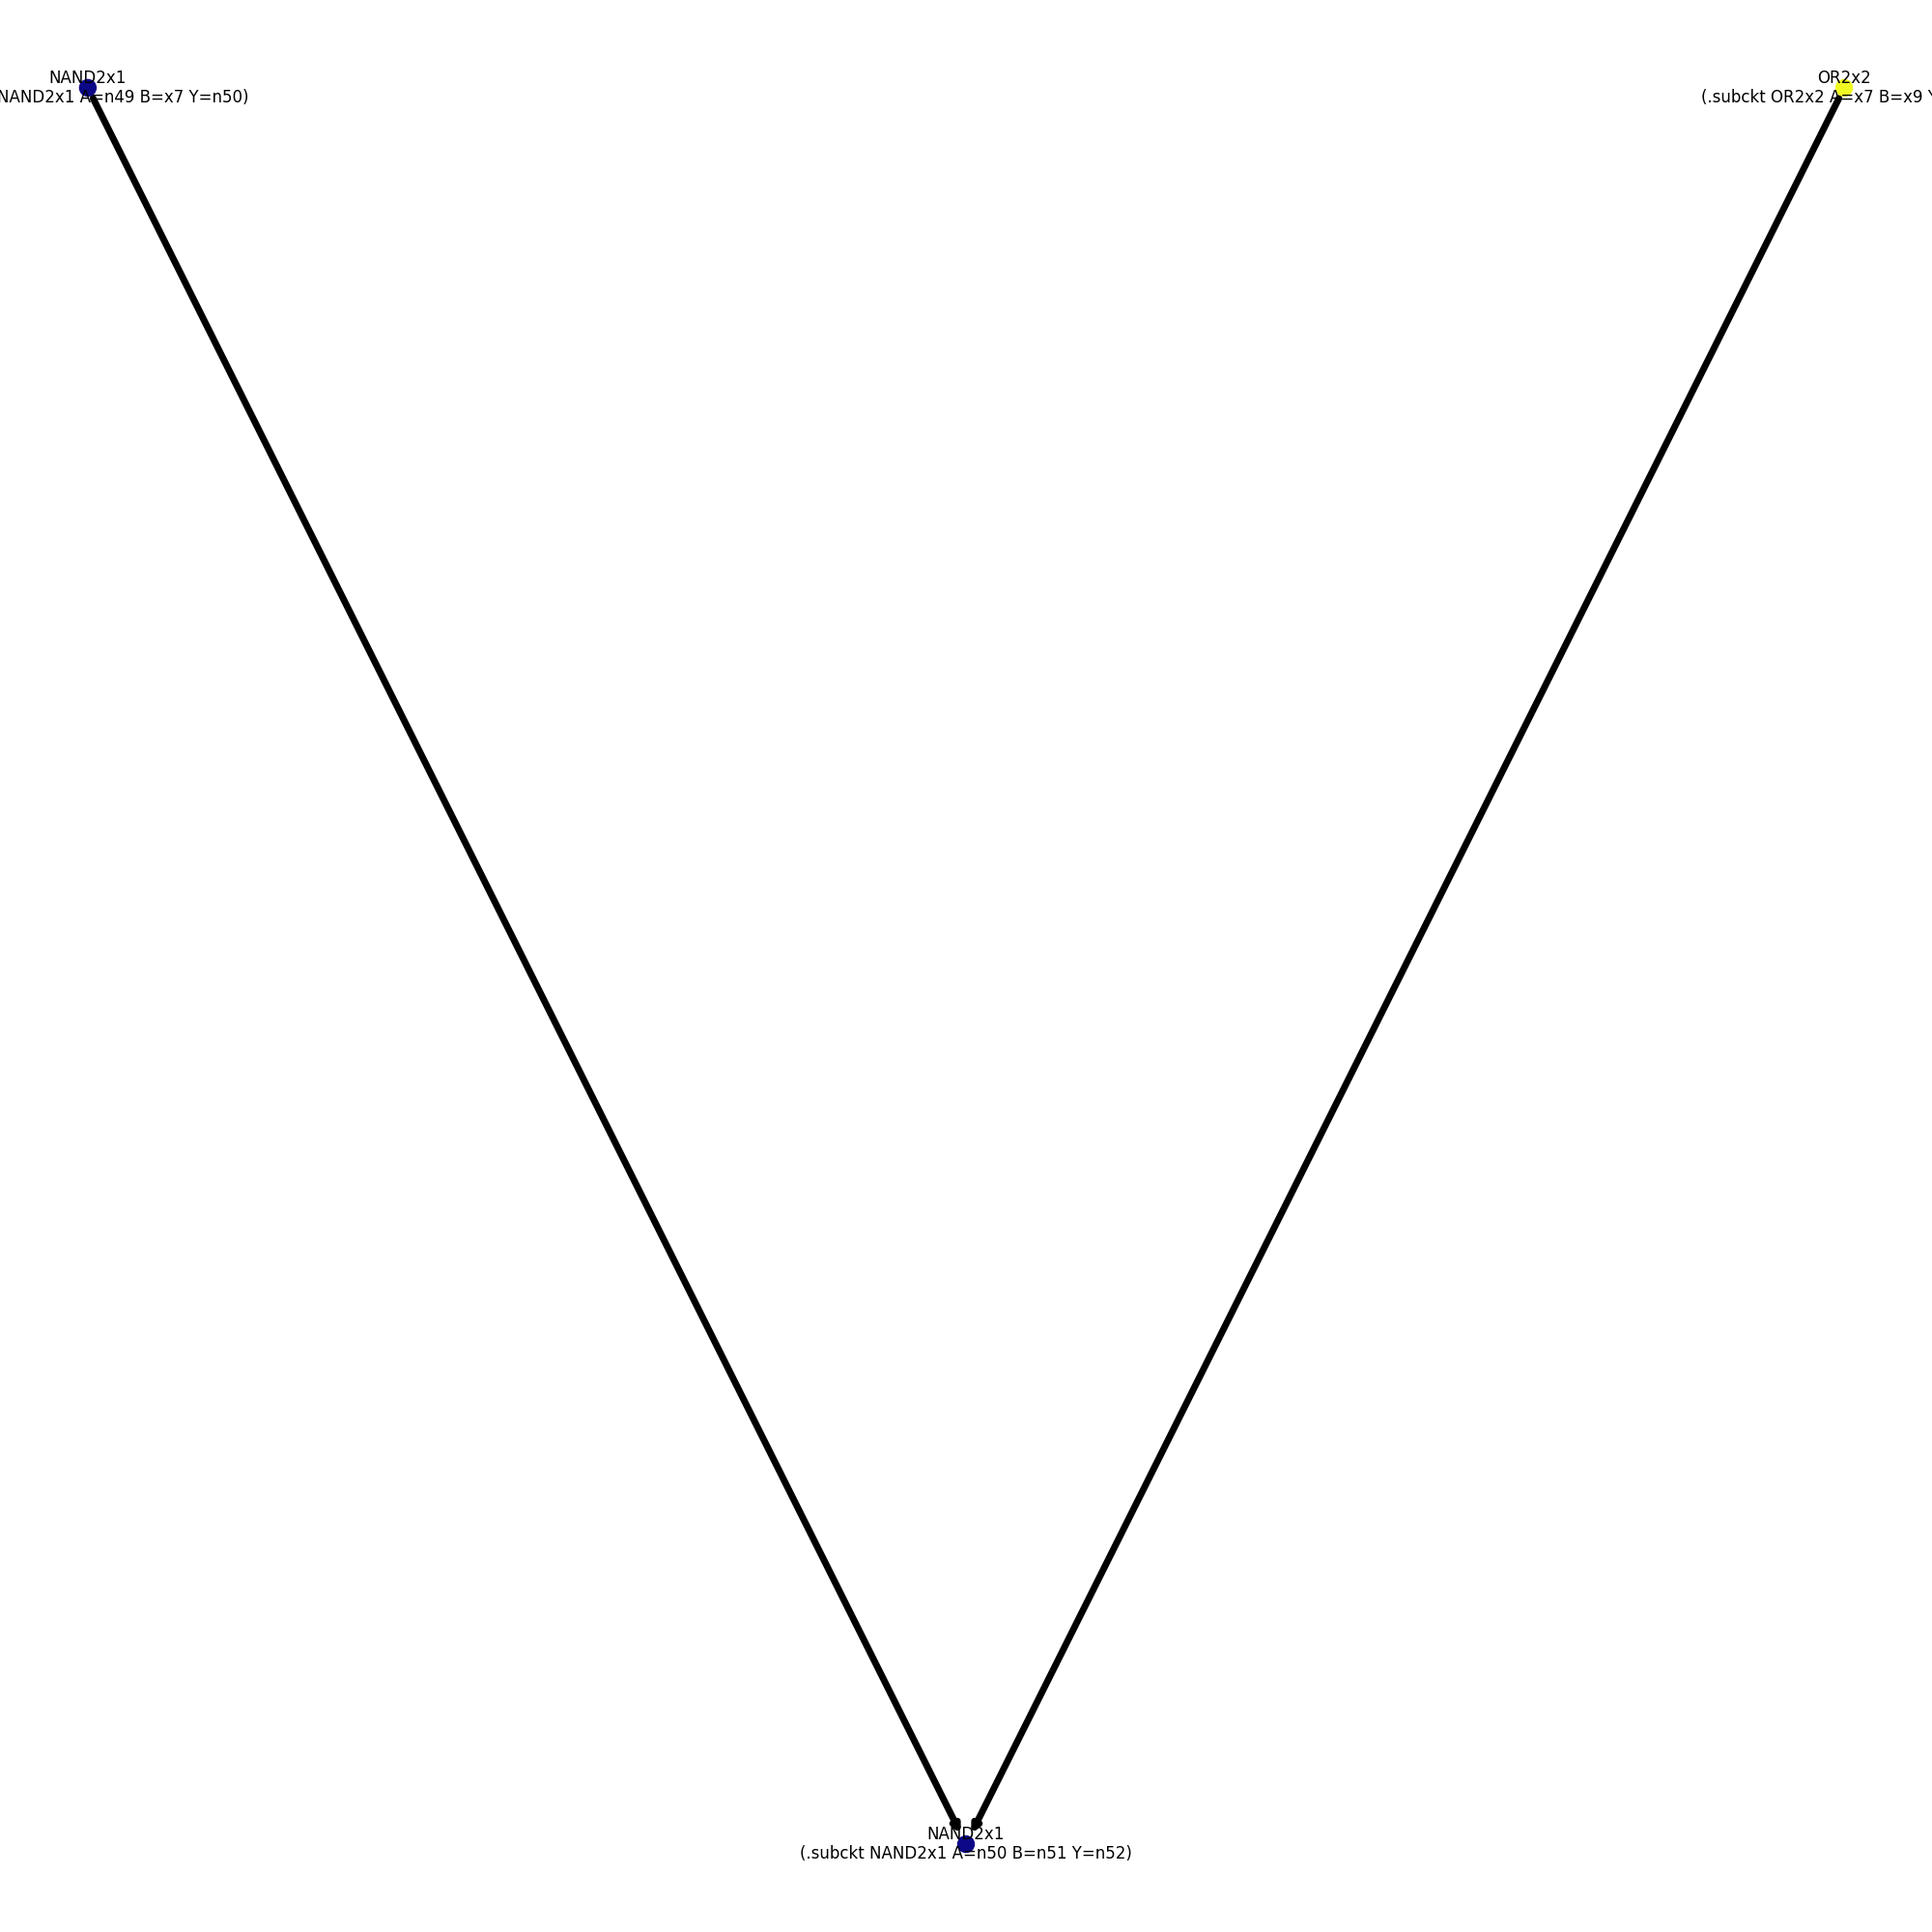 NAND2x1
NAND2x1 A=n49 B=x7 Y=n50)
OR2x2
(.subckt OR2x2 A=x7 B=x9
NAND2x1
(.subckt NAND2x1 A=n50 B=n51 Y=n52)